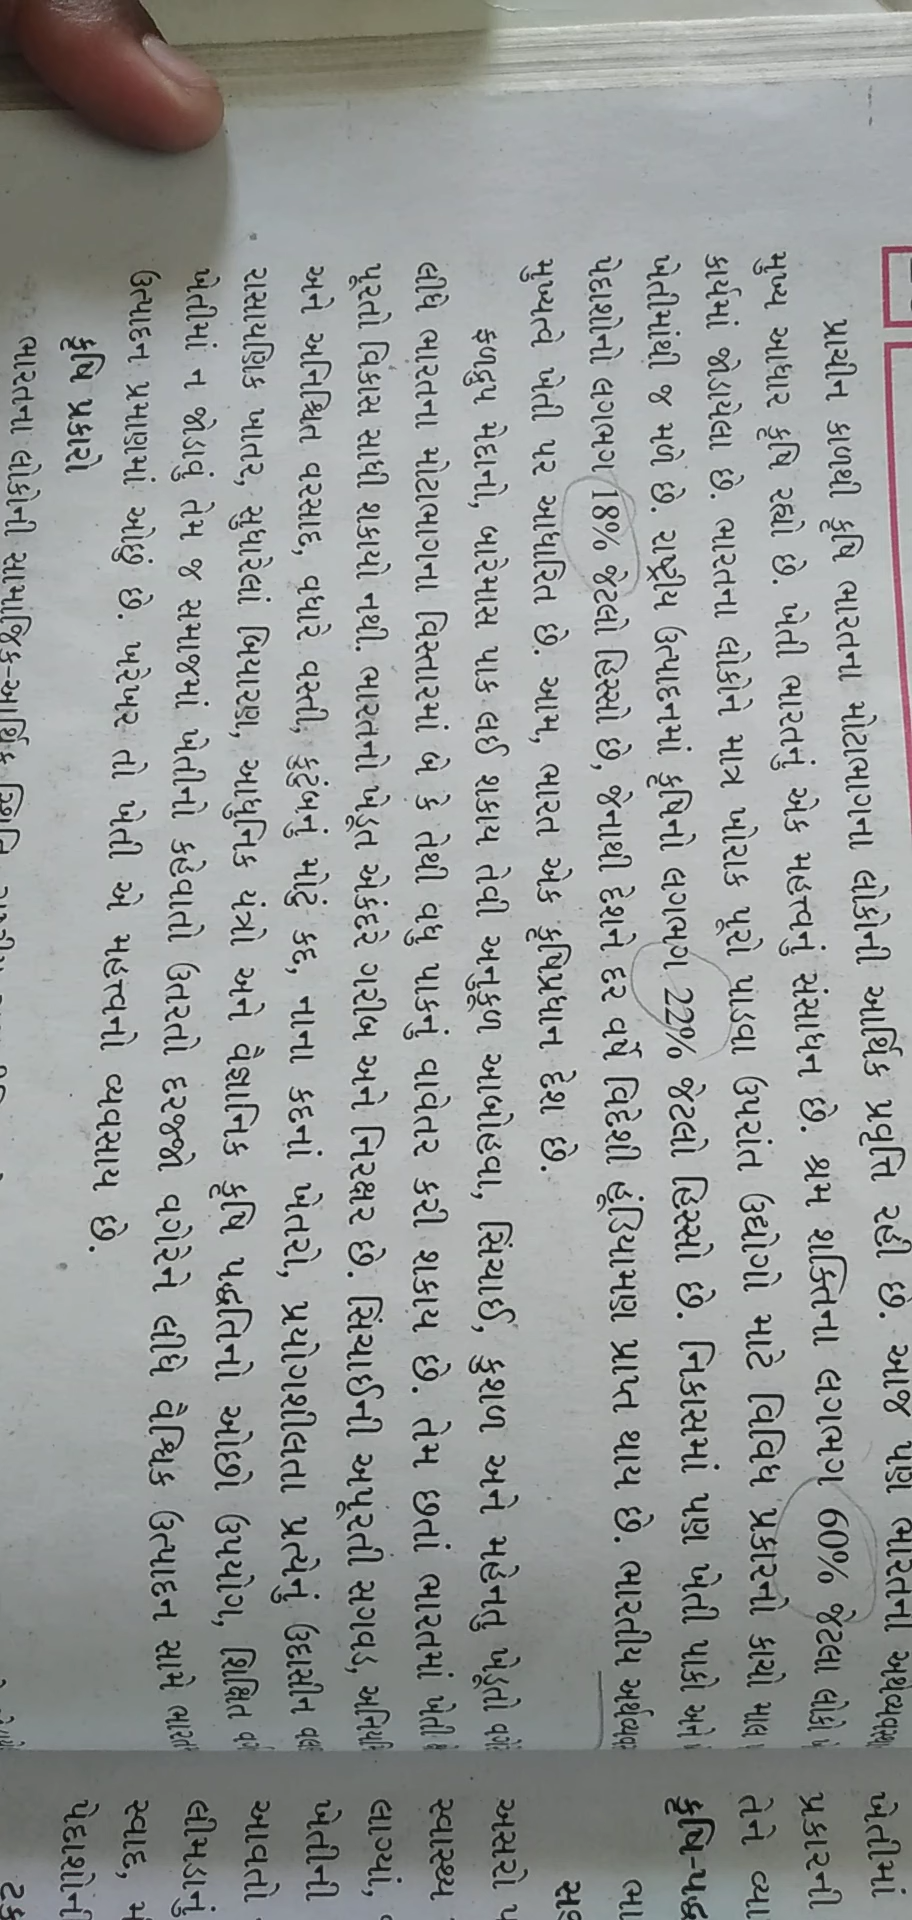 પ્રાચીન કાળથી કૃષિ ભારતના મોટાભાગના લોકોની આર્થિક પ્રવૃત્તિ રહી છે. આજ પણ ભારતના અર્થવ્યવસ્થા
મુખ્ય આધાર કૃષિ રહ્યો છે. ખેતી ભારતનું એક મહત્ત્વનું સંસાધન છે. શ્રમ શક્તિના લગભગ 60% જેટલા લોકો
કાર્યમાં જોડાયેલા છે. ભારતના લોકોને માત્ર ખોરાક પૂરો પાડવા ઉપરાંત ઉદ્યોગો માટે વિવિધ પ્રકારનો કાચો માલ
ખેતીમાંથી જ મળે છે. રાષ્ટ્રીય ઉત્પાદનમાં કૃષિનો લગભગ 22% જેટલો હિસ્સો છે. નિકાસમાં પણ ખેતી પાકો અને
પેદાશોનો લગભગ 18% જેટલો હિસ્સો છે, જેનાથી દેશને દર વર્ષે વિદેશી હૂંડિયામણ પ્રાપ્ત થાય છે. ભારતીય
મુખ્યત્વે ખેતી પર આધારિત છે. આમ, ભારત એક કૃષિપ્રધાન દેશ છે.
ફળદ્રુપ મેદાનો, બારેમાસ પાક લઈ શકાય તેવી અનુકૂળ આબોહવા, સિંચાઈ, કુશળ અને મહેનતુ ખેડૂતો
લીધે ભારતના મોટાભાગના વિસ્તારમાં બે કે તેથી વધુ પાકનું વાવેતર કરી શકાય છે. તેમ છતાં ભારતમાં ખેતી
પૂરતો વિકાસ સાધી શકાયો નથી. ભારતનો ખેડૂત એકંદરે ગરીબ અને નિરક્ષર છે. સિંચાઈની અપૂરતી સગવડ,
અને અનિશ્ચિત વરસાદ, વધારે વસ્તી, કુટુંબનું મોટું કદ, નાના કદનાં ખેતરો, પ્રયોગશીલતા પ્રત્યેનું ઉદાસીન
રાસાયણિક ખાતર, સુધારેલાં બિયારણ, આધુનિક યંત્રો અને વૈજ્ઞાનિક કૃષિ પદ્ધતિનો ઓછો ઉપયોગ, શિક્ષિત
ખેતીમાં ન જોડાવું તેમ જ સમાજમાં ખેતીનો કહેવાતો ઉતરતો દરજ્જો વગેરેને લીધે વૈશ્વિક ઉત્પાદન સામે
ઉત્પાદન પ્રમાણમાં ઓછું છે. ખરેખર તો ખેતી એ મહત્ત્વનો વ્યવસાય છે.
કૃષિ પ્રકારો
ભારતના લોકોની સામાજિક-આર્થિક
ખેતીમાં
પ્રકારની
તેને
કૃષિ-પદ્ધ
ભા
અસરો
સ્વાસ્થ્ય
લાગ્યાં,
ખેતીની
આવતી
લીમડાનું
સ્વાદ,
પેદાશોની